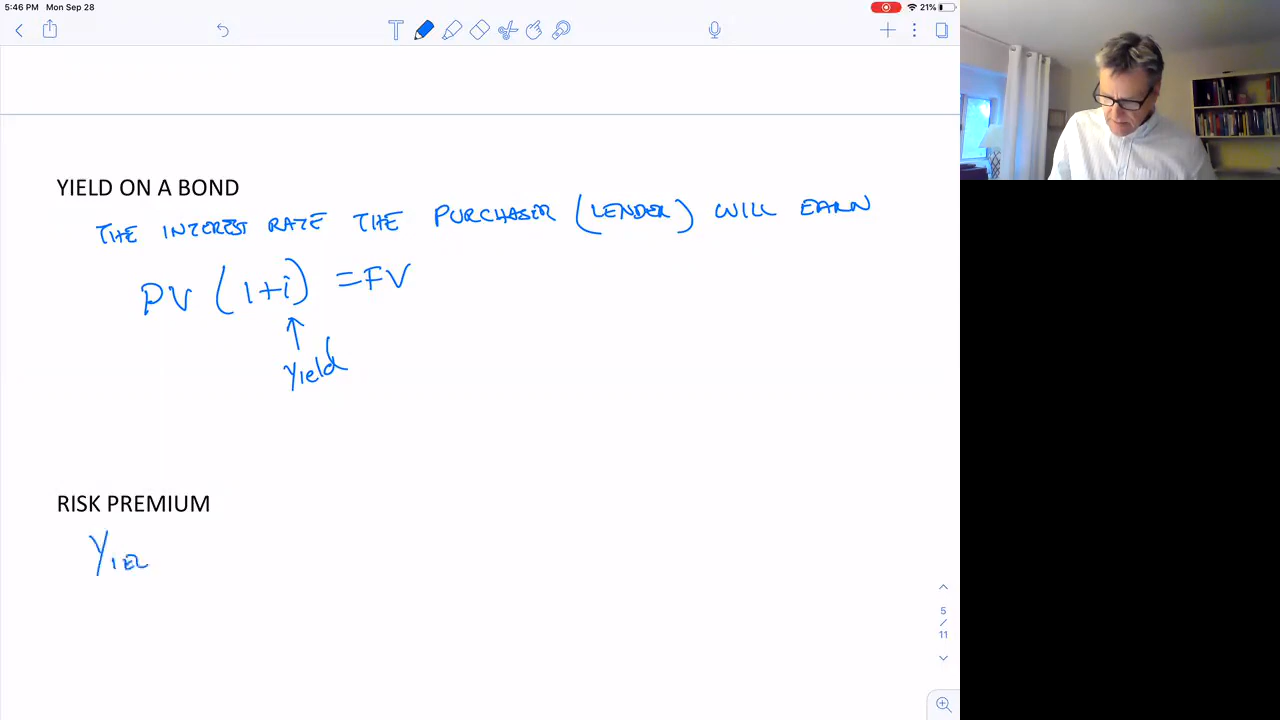 5:46 PM Mon Sep 28
21%
T
YIELD ON A BOND
THE INTEREST RATE THE PURCHASER (LENDER) WILL EARN
PV (1+i) = FV
Yield
RISK PREMIUM
YIEL
5
/
11